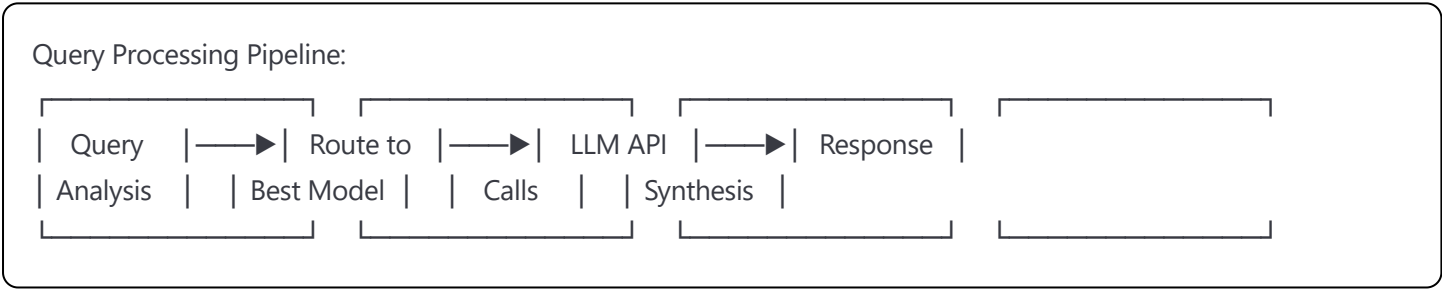 Query Processing Pipeline:
┌──────────────┐ ┌──────────────┐ ┌──────────────┐ ┌──────────────┐
│ Query │───▶│ Route to │───▶│ LLM API │───▶│ Response │
│ Analysis │ │ Best Model │ │ Calls │ │ Synthesis │
└──────────────┘ └──────────────┘ └──────────────┘ └──────────────┘